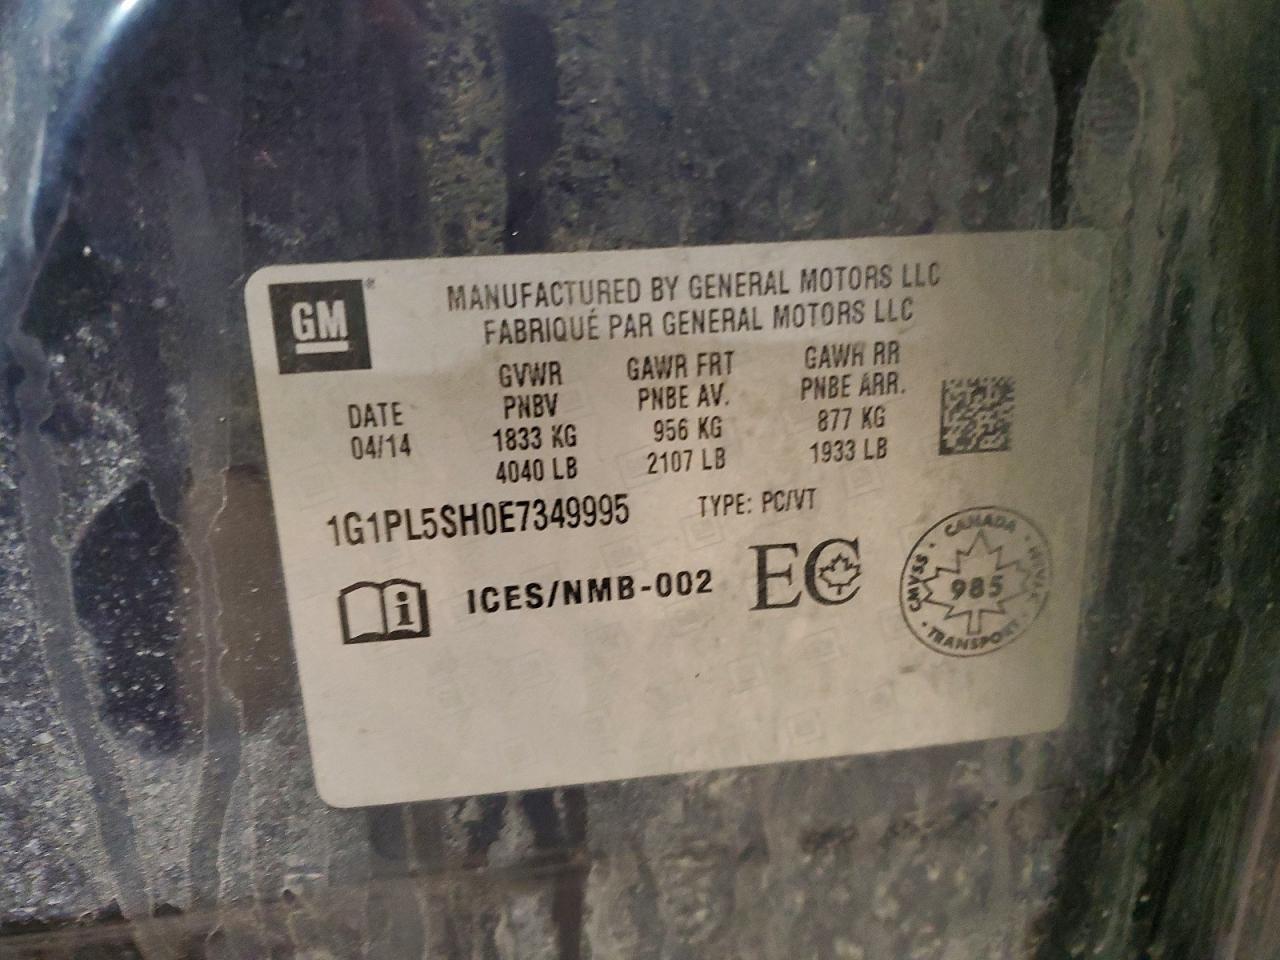 GM®
MANUFACTURED BY GENERAL MOTORS LLC
FABRIQUÉ PAR GENERAL MOTORS LLC
DATE
04/14
GVWR
PNBV
1833 KG
4040 LB
GAWR FRT
PNBE AV.
956 KG
2107 LB
GAWR RR
PNBE ARR.
877 KG
1933 LB
1G1PL5SH0E7349995
TYPE: PC/VT
i
ICES/NMB-002
EC
CANADA
CMVSS
985
TRANSPORT